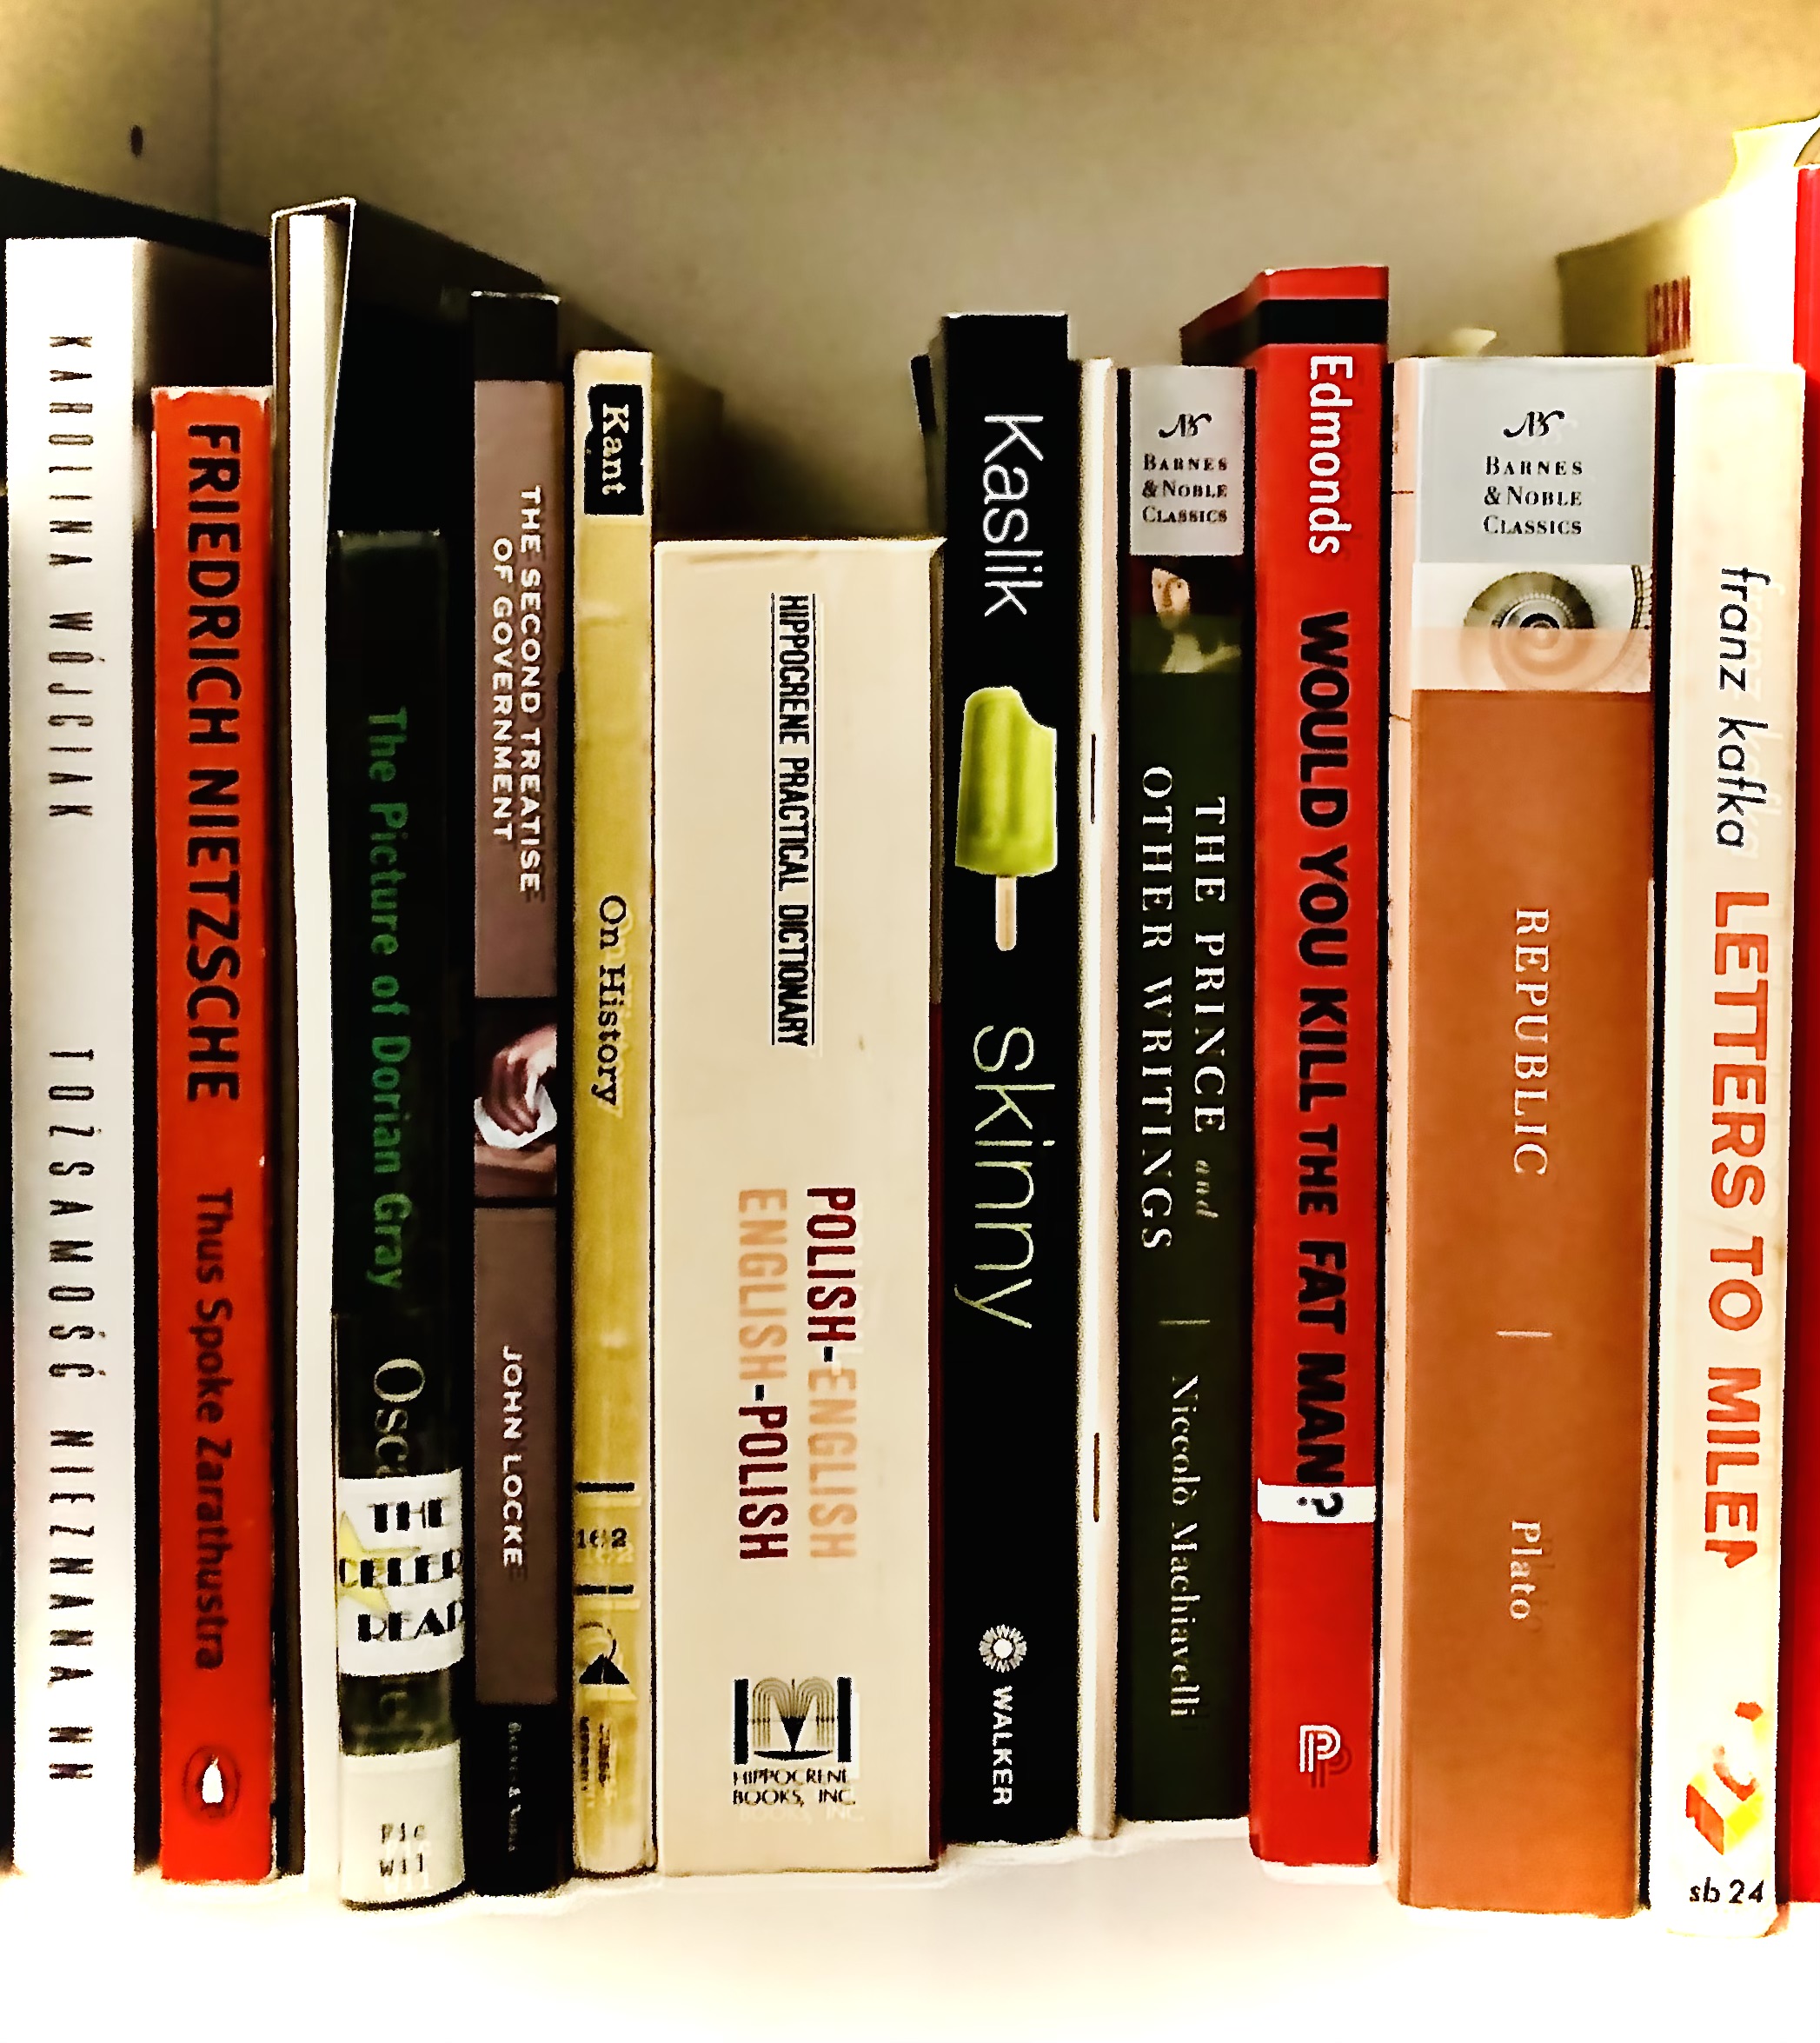 KAROLINA WÓJCIAK
TOŻSAMOŚĆ NIEZNANA NN
FRIEDRICH NIETZSCHE
Thus Spoke Zarathustra
The Picture of Dorian Gray
Osc
THE
CELEB
READ
Fic
Wil
THE SECOND TREATISE
OF GOVERNMENT
JOHN LOCKE
Kant
On History
162
HIPPOCRENE PRACTICAL DICTIONARY
POLISH-ENGLISH
ENGLISH-POLISH
HIPPOCRENE
BOOKS, INC.
Kaslik
skinny
WALKER
BARNES
& NOBLE
CLASSICS
THE PRINCE and
OTHER WRITINGS
Niccolò Machiavelli
Edmonds
WOULD YOU KILL THE FAT MAN?
BARNES
& NOBLE
CLASSICS
REPUBLIC
Plato
franz kafka
LETTERS TO MILENA
sb 24